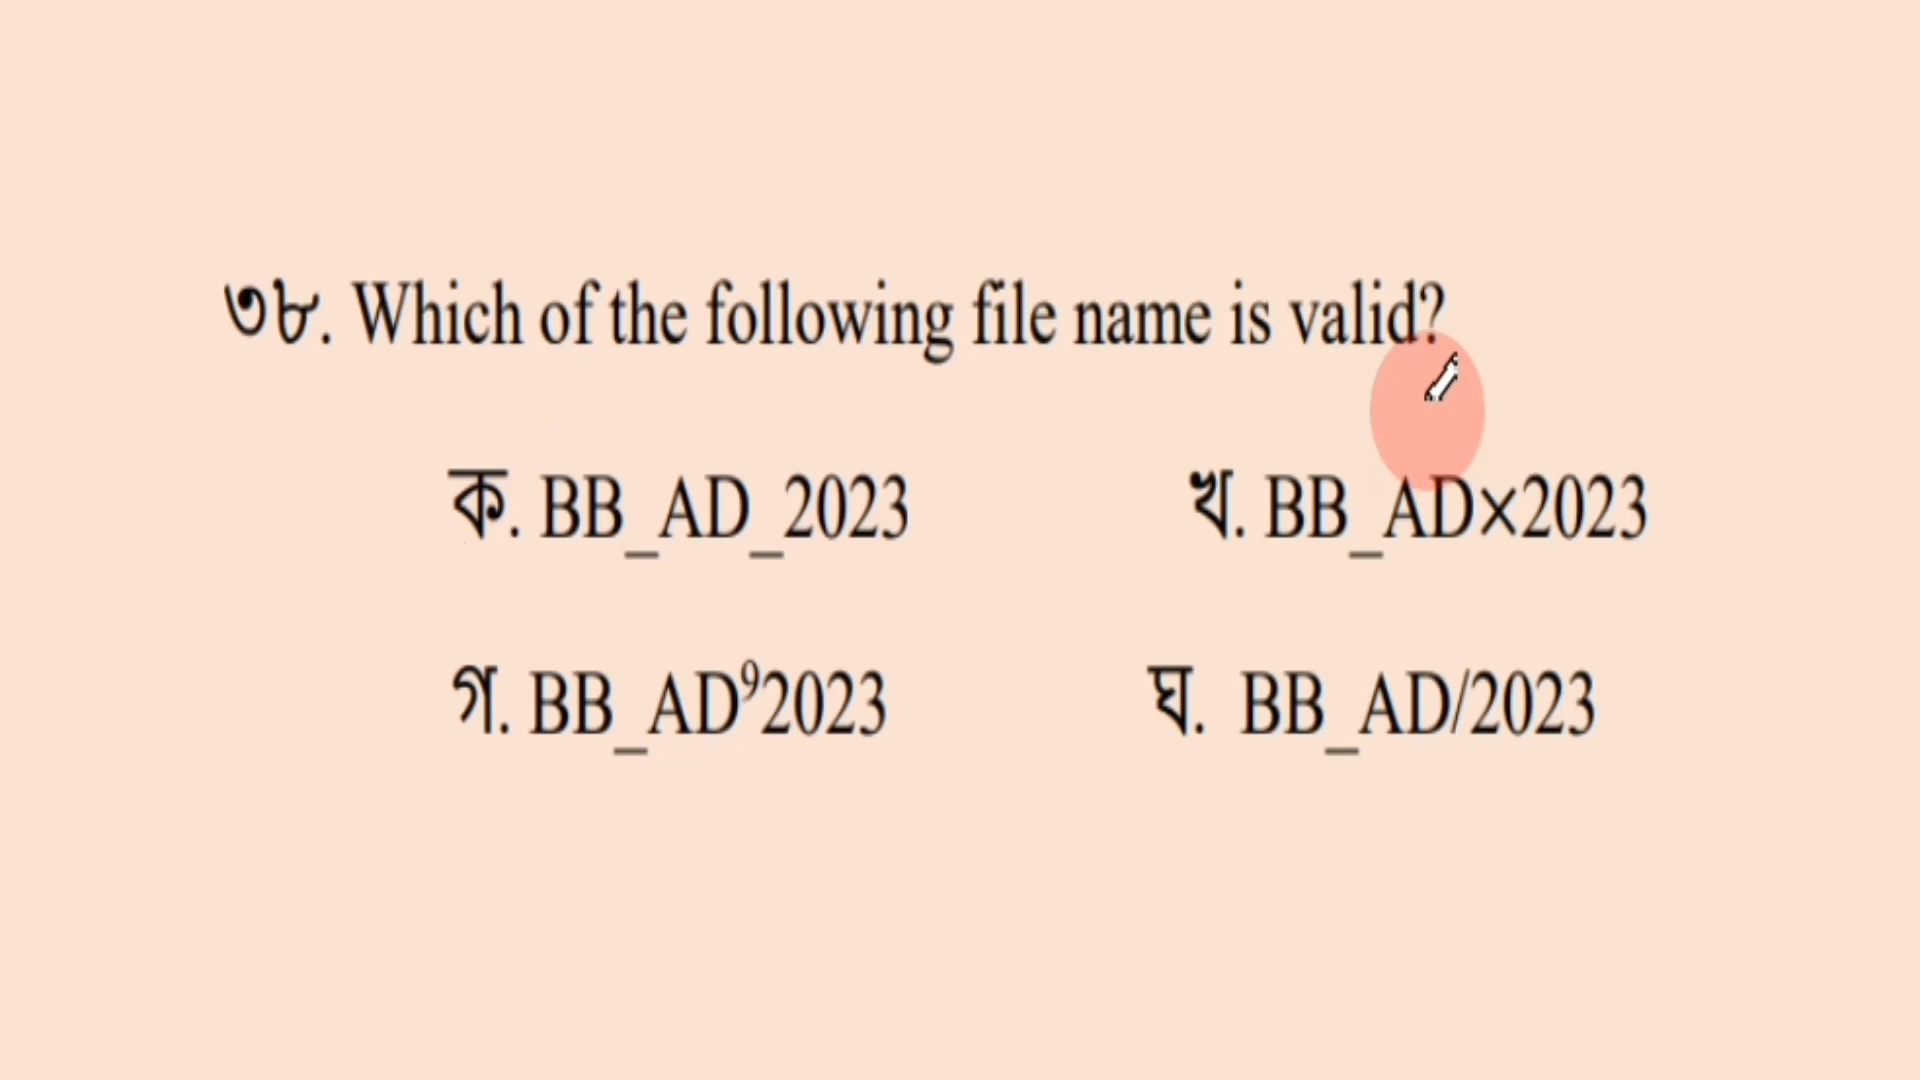 ৩৮. Which of the following file name is valid?
ক. BB_AD_2023 খ. BB_AD×2023
গ. BB_AD⁹2023 ঘ. BB_AD/2023